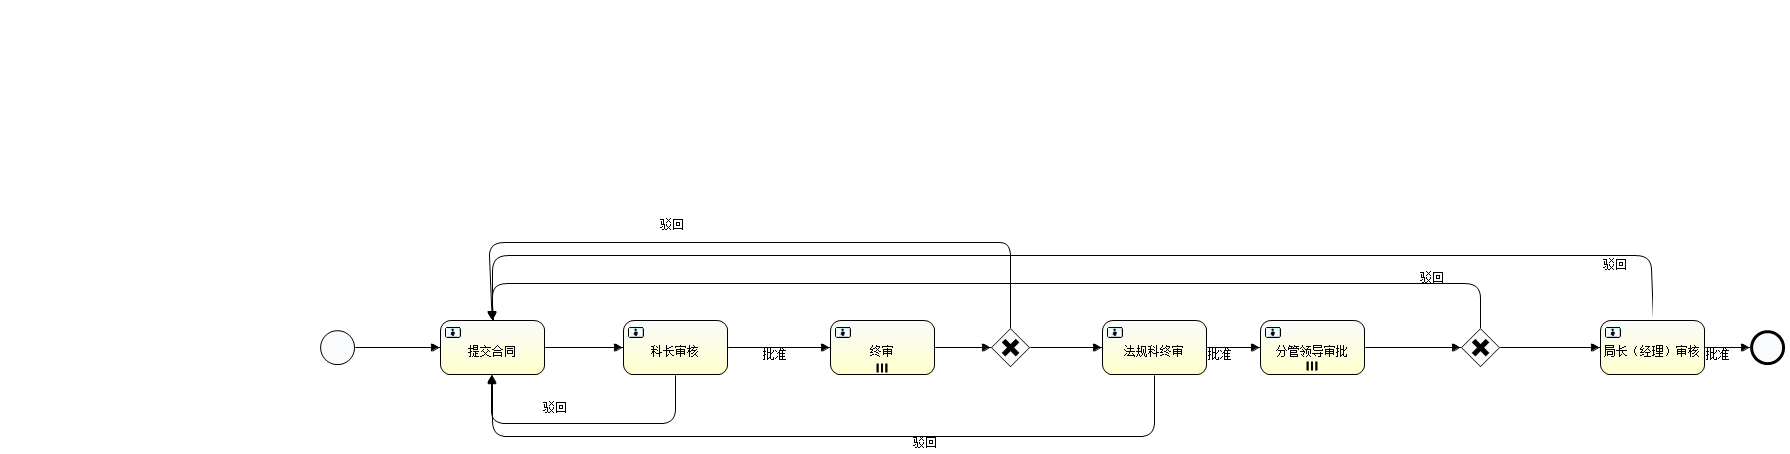 驳回
驳回
驳回
提交合同
科长审核
批准
终审
法规科终审
批准
分管领导审批
局长（经理）审核
批准
驳回
驳回